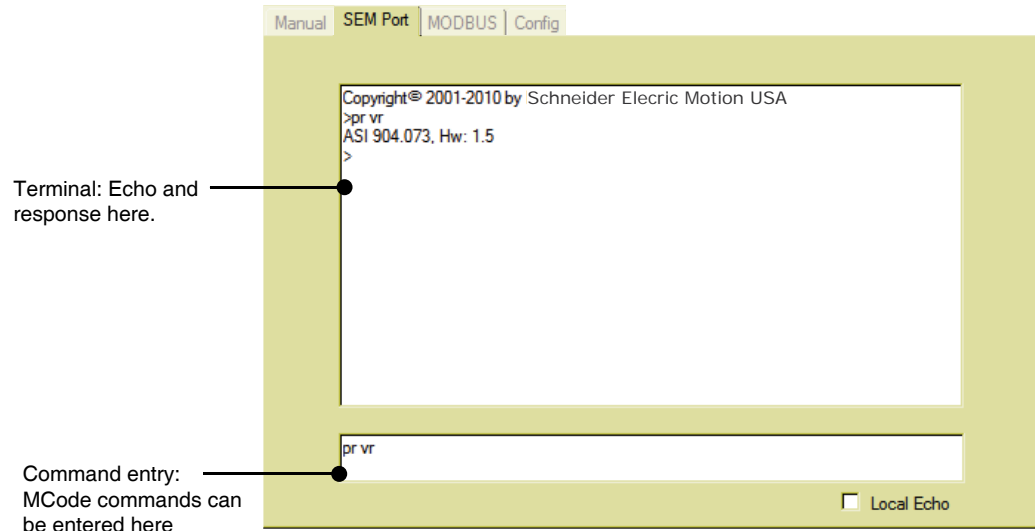 Manual SEM Port MODBUS Config
Copyright© 2001-2010 by Schneider Elecric Motion USA
>pr vr
ASI 904.073, Hw: 1.5
>
Terminal: Echo and
response here.
pr vr
Command entry:
MCode commands can
be entered here
Local Echo